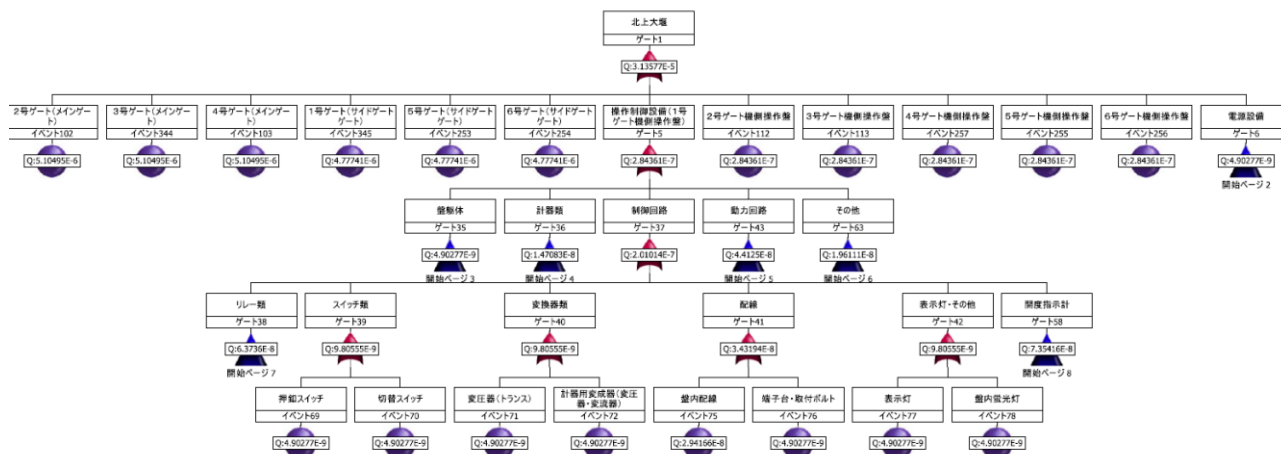 北上大堰
ゲート1
Q:3.13577E-5
2号ゲート(メインゲート)
イベント102
Q:5.10495E-6
3号ゲート(メインゲート)
イベント344
Q:5.10495E-6
4号ゲート(メインゲート)
イベント103
Q:5.10495E-6
1号ゲート(サイドゲートゲート)
イベント345
Q:4.77741E-6
5号ゲート(サイドゲートゲート)
イベント253
Q:4.77741E-6
6号ゲート(サイドゲートゲート)
イベント254
Q:4.77741E-6
操作制御設備(1号ゲート機側操作盤)
ゲート5
Q:2.84361E-7
2号ゲート機側操作盤
イベント112
Q:2.84361E-7
3号ゲート機側操作盤
イベント113
Q:2.84361E-7
4号ゲート機側操作盤
イベント257
Q:2.84361E-7
5号ゲート機側操作盤
イベント255
Q:2.84361E-7
6号ゲート機側操作盤
イベント256
Q:2.84361E-7
電源設備
ゲート6
Q:4.90277E-9
開始ページ 2
盤駆体
ゲート35
Q:4.90277E-9
開始ページ 3
計器類
ゲート36
Q:1.47083E-8
開始ページ 4
制御回路
ゲート37
Q:2.01014E-7
動力回路
ゲート43
Q:4.4125E-8
開始ページ 5
その他
ゲート63
Q:1.96111E-8
開始ページ 6
リレー類
ゲート38
Q:6.3736E-8
開始ページ 7
スイッチ類
ゲート39
Q:9.80555E-9
変換器類
ゲート40
Q:9.80555E-9
配線
ゲート41
Q:3.43194E-8
表示灯・その他
ゲート42
Q:9.80555E-9
開度指示計
ゲート58
Q:7.35416E-8
開始ページ 8
押釦スイッチ
イベント69
Q:4.90277E-9
切替スイッチ
イベント70
Q:4.90277E-9
変圧器(トランス)
イベント71
Q:4.90277E-9
計器用変成器(変圧器・変流器)
イベント72
Q:4.90277E-9
盤内配線
イベント75
Q:2.94166E-8
端子台・取付ボルト
イベント76
Q:4.90277E-9
表示灯
イベント77
Q:4.90277E-9
盤内蛍光灯
イベント78
Q:4.90277E-9